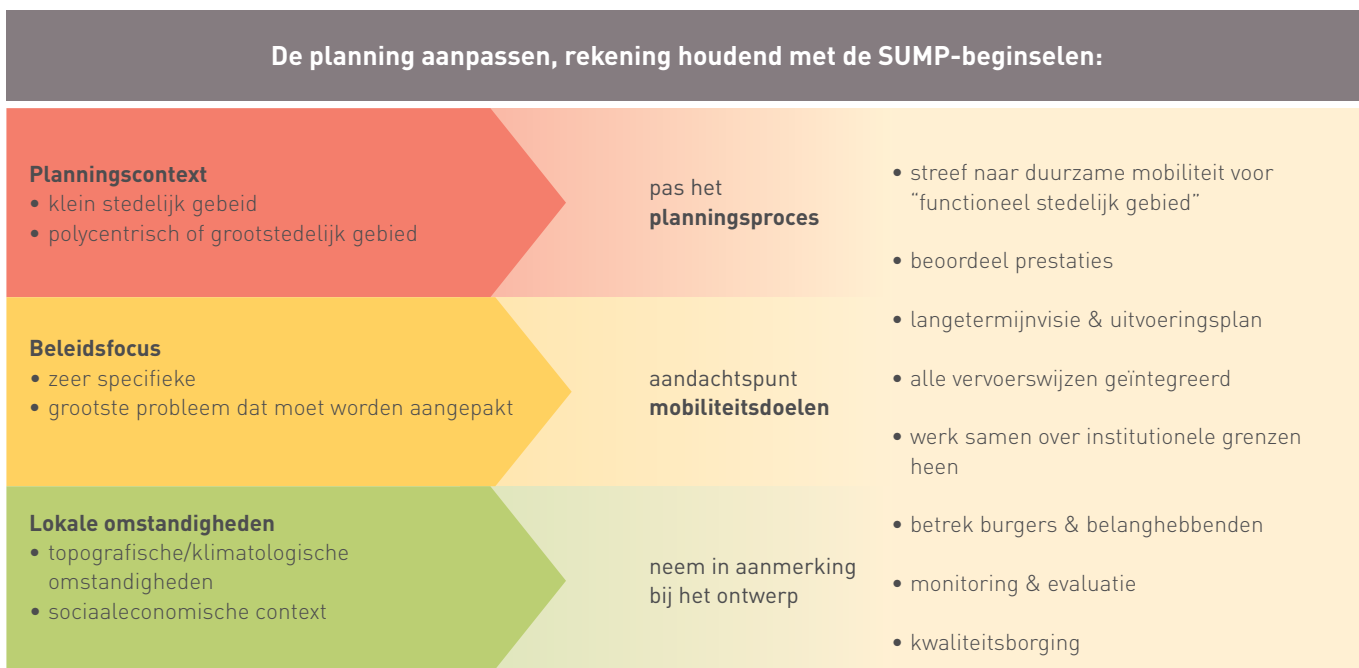 De planning aanpassen, rekening houdend met de SUMP-beginselen:
Planningscontext
• klein stedelijk gebeid
• polycentrisch of grootstedelijk gebied
pas het
planningsproces
Beleidsfocus
• zeer specifieke
• grootste probleem dat moet worden aangepakt
aandachtspunt
mobiliteitsdoelen
Lokale omstandigheden
• topografische/klimatologische
omstandigheden
• sociaaleconomische context
neem in aanmerking
bij het ontwerp
• streef naar duurzame mobiliteit voor
“functioneel stedelijk gebied”
• beoordeel prestaties
• langetermijnvisie & uitvoeringsplan
• alle vervoerswijzen geïntegreerd
• werk samen over institutionele grenzen
heen
• betrek burgers & belanghebbenden
• monitoring & evaluatie
• kwaliteitsborging